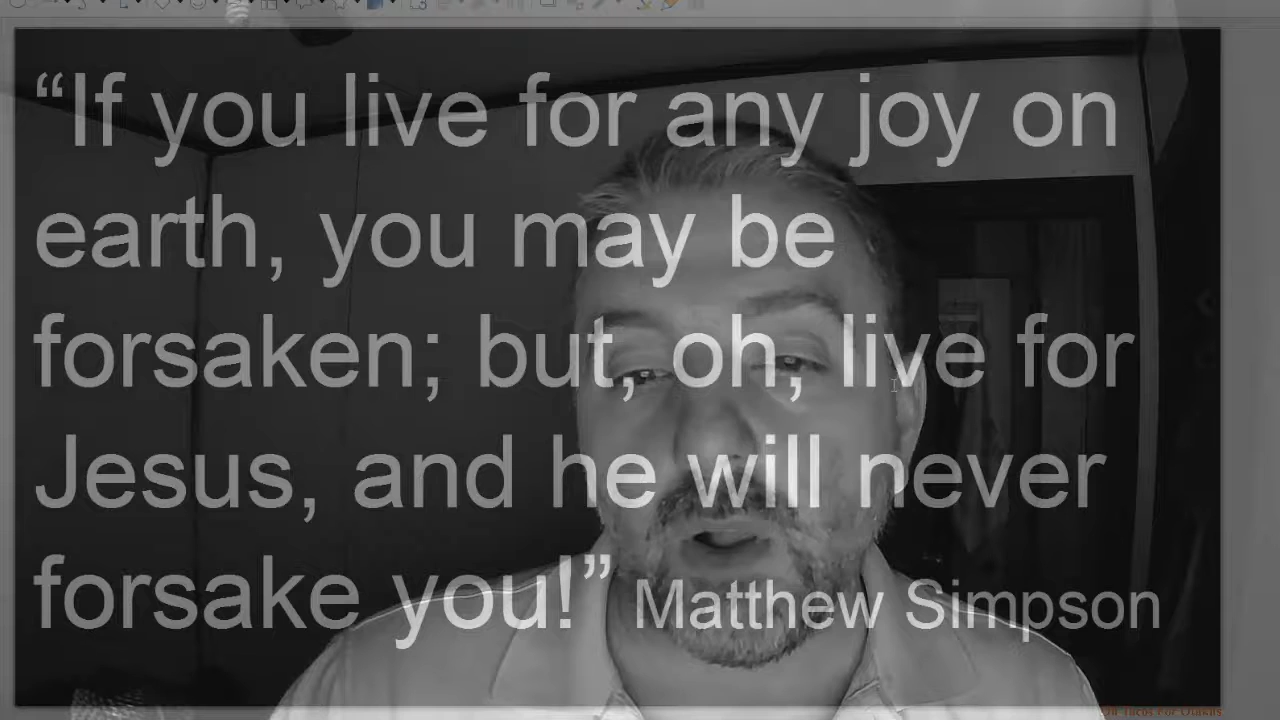 “If you live for any joy on
earth, you may be
forsaken; but, oh, live for
Jesus, and he will never
forsake you!” Matthew Simpson